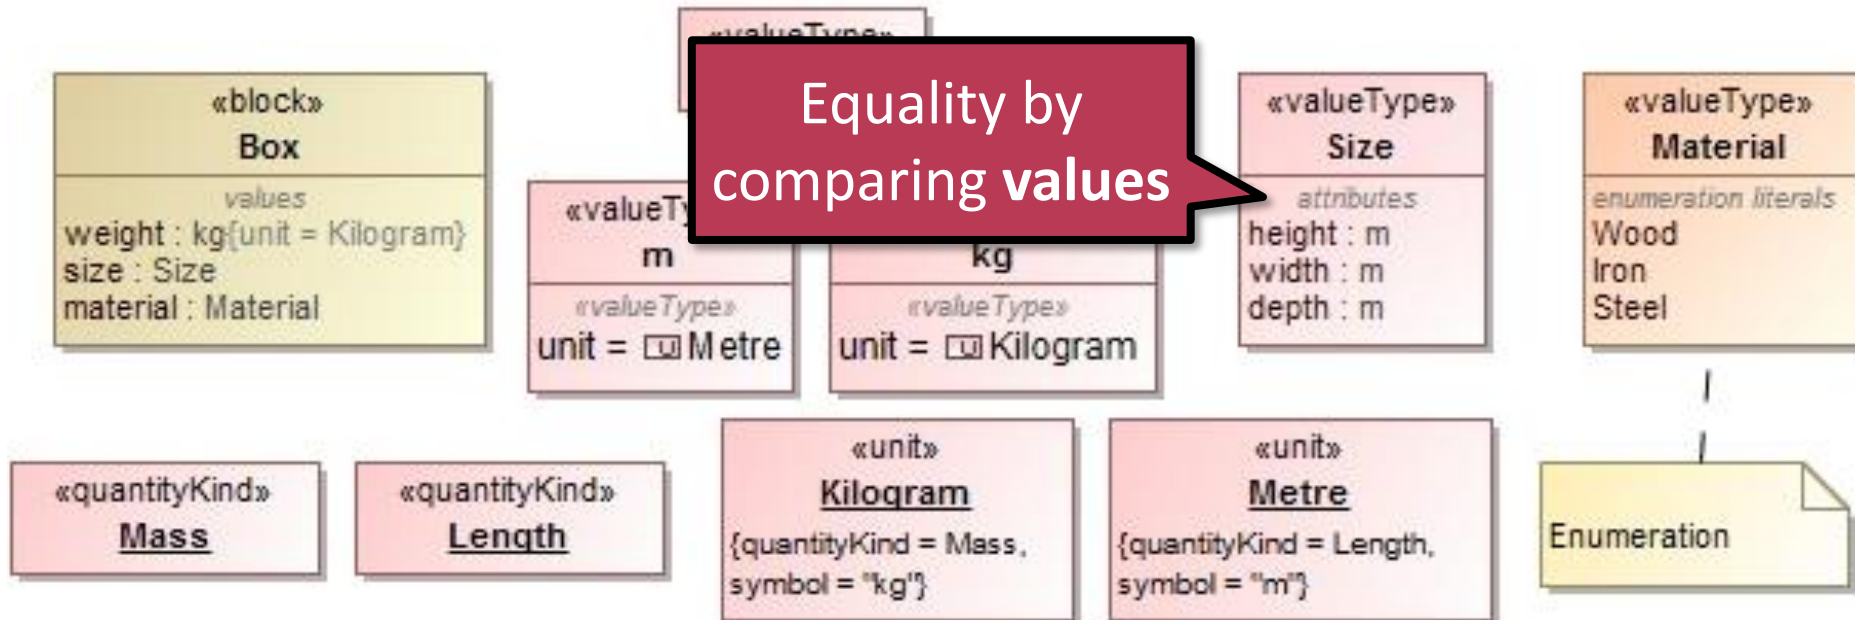 «valueType»
Equality by
comparing values
«block»
Box
values
weight : kg{unit = Kilogram}
size : Size
material : Material
m
«valueType»
unit = Metre
kg
«valueType»
unit = Kilogram
«valueType»
Size
attributes
height : m
width : m
depth : m
«valueType»
Material
enumeration literals
Wood
Iron
Steel
«quantityKind»
Mass
«quantityKind»
Length
«unit»
Kilogram
{quantityKind = Mass,
symbol = "kg"}
«unit»
Metre
{quantityKind = Length,
symbol = "m"}
Enumeration